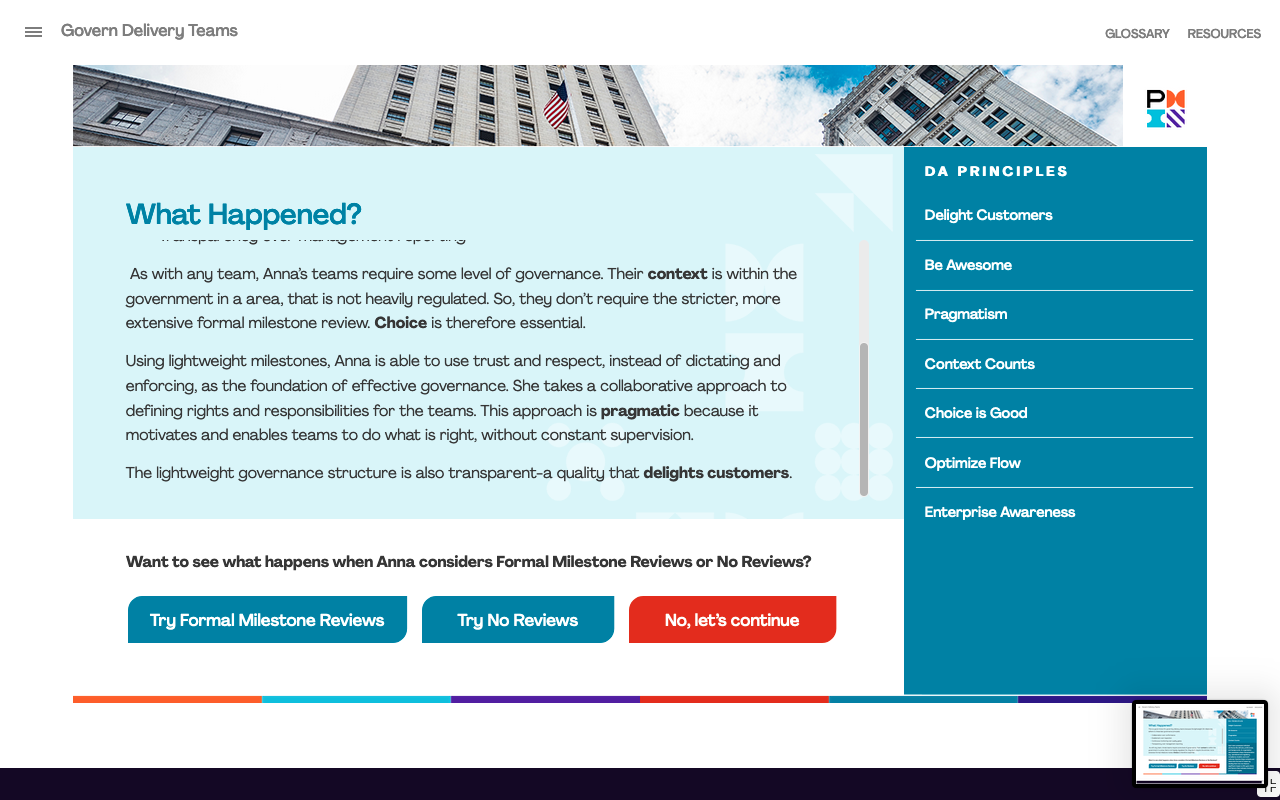 Govern Delivery Teams
GLOSSARY
RESOURCES
DA PRINCIPLES
What Happened?
Transparency over management reporting
As with any team, Anna’s teams require some level of governance. Their context is within the
government in a area, that is not heavily regulated. So, they don’t require the stricter, more
extensive formal milestone review. Choice is therefore essential.
Using lightweight milestones, Anna is able to use trust and respect, instead of dictating and
enforcing, as the foundation of effective governance. She takes a collaborative approach to
defining rights and responsibilities for the teams. This approach is pragmatic because it
motivates and enables teams to do what is right, without constant supervision.
The lightweight governance structure is also transparent-a quality that delights customers.
Delight Customers
Be Awesome
Pragmatism
Context Counts
Choice is Good
Optimize Flow
Enterprise Awareness
Want to see what happens when Anna considers Formal Milestone Reviews or No Reviews?
Try Formal Milestone Reviews
Try No Reviews
No, let’s continue
What Happened?